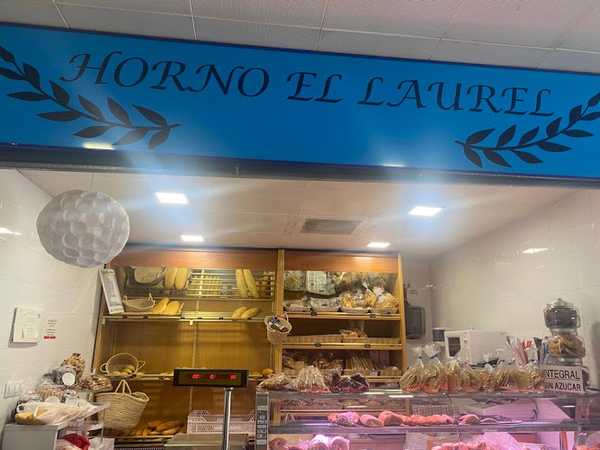 HORNO EL LAUREL
INTEGRAL
SIN AZUCAR